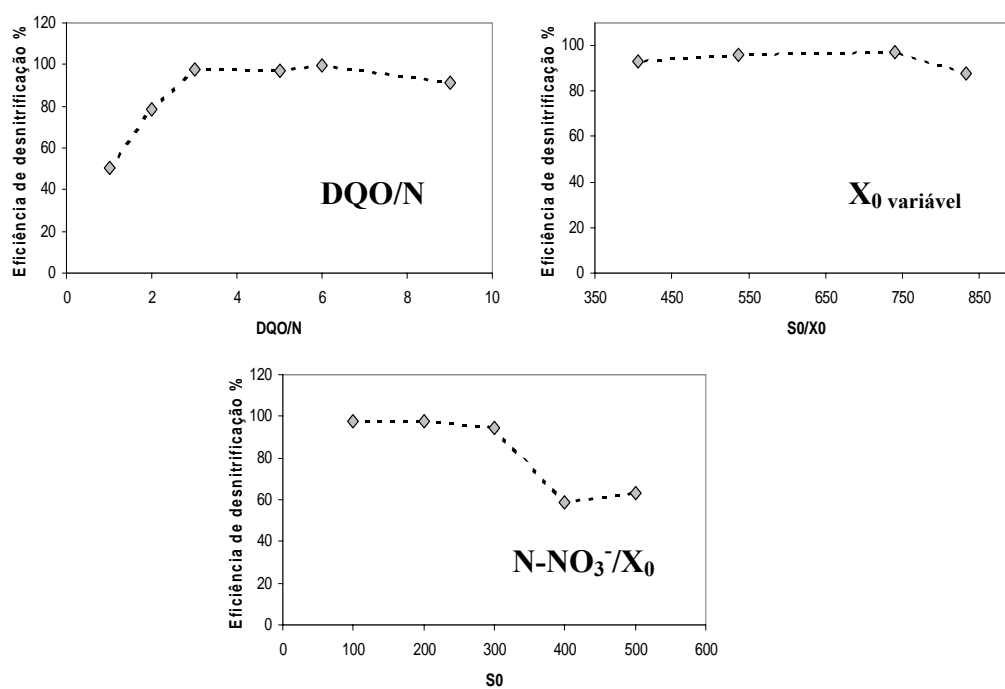 Eficiência de desnitrificação %
120
100
80
60
40
20
0
0 2 4 6 8 10
DQO/N
DQO/N
Eficiência de desnitrificação %
100
80
60
40
20
0
350 450 550 650 750 850
S0/X0
X₀ variável
Eficiência de desnitrificação %
120
100
80
60
40
20
0
0 100 200 300 400 500 600
S0
N-NO₃⁻/X₀